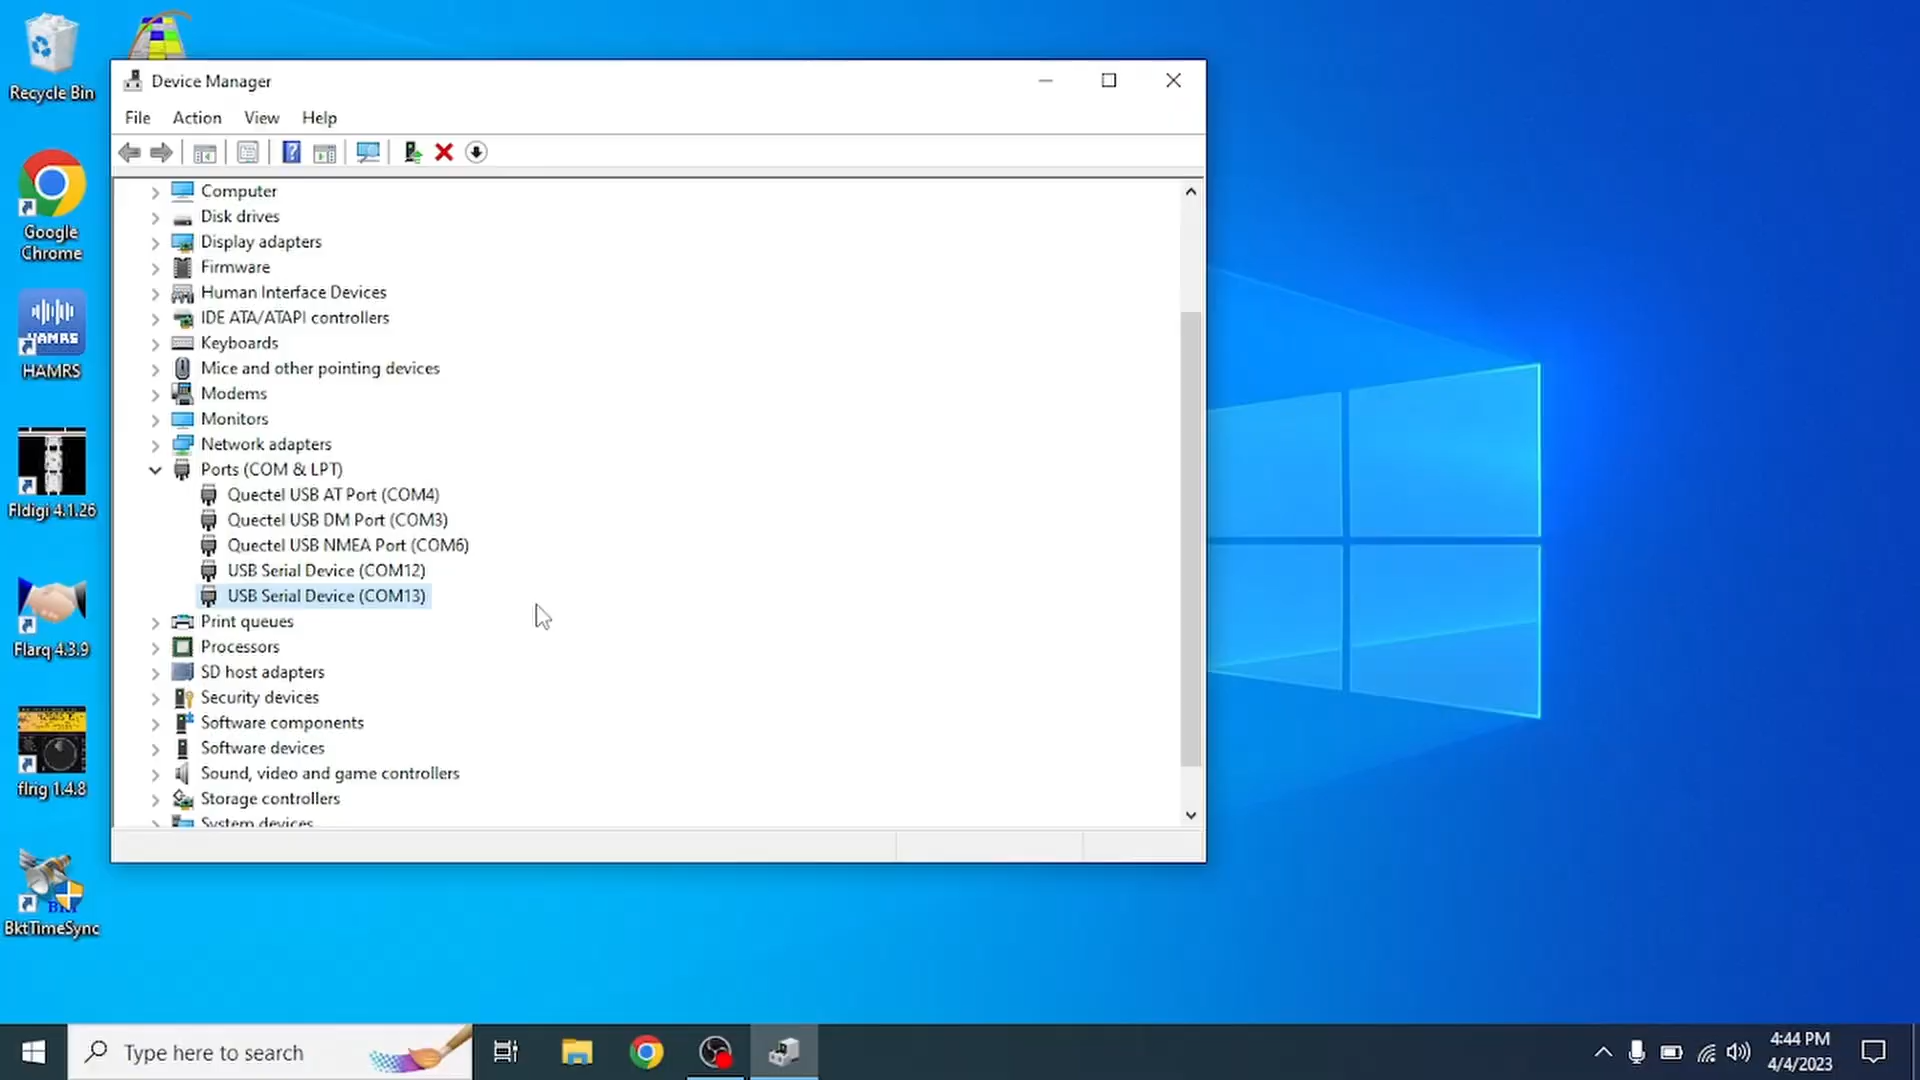 Recycle Bin
Google
Chrome
HAMRS
HAMRS
Fldigi 4.1.26
Flarq 4.3.9
flrig 1.4.8
BktTimeSync
Device Manager
File Action View Help
Computer
Disk drives
Display adapters
Firmware
Human Interface Devices
IDE ATA/ATAPI controllers
Keyboards
Mice and other pointing devices
Modems
Monitors
Network adapters
Ports (COM & LPT)
Quectel USB AT Port (COM4)
Quectel USB DM Port (COM3)
Quectel USB NMEA Port (COM6)
USB Serial Device (COM12)
USB Serial Device (COM13)
Print queues
Processors
SD host adapters
Security devices
Software components
Software devices
Sound, video and game controllers
Storage controllers
System devices
Type here to search
4:44 PM
4/4/2023